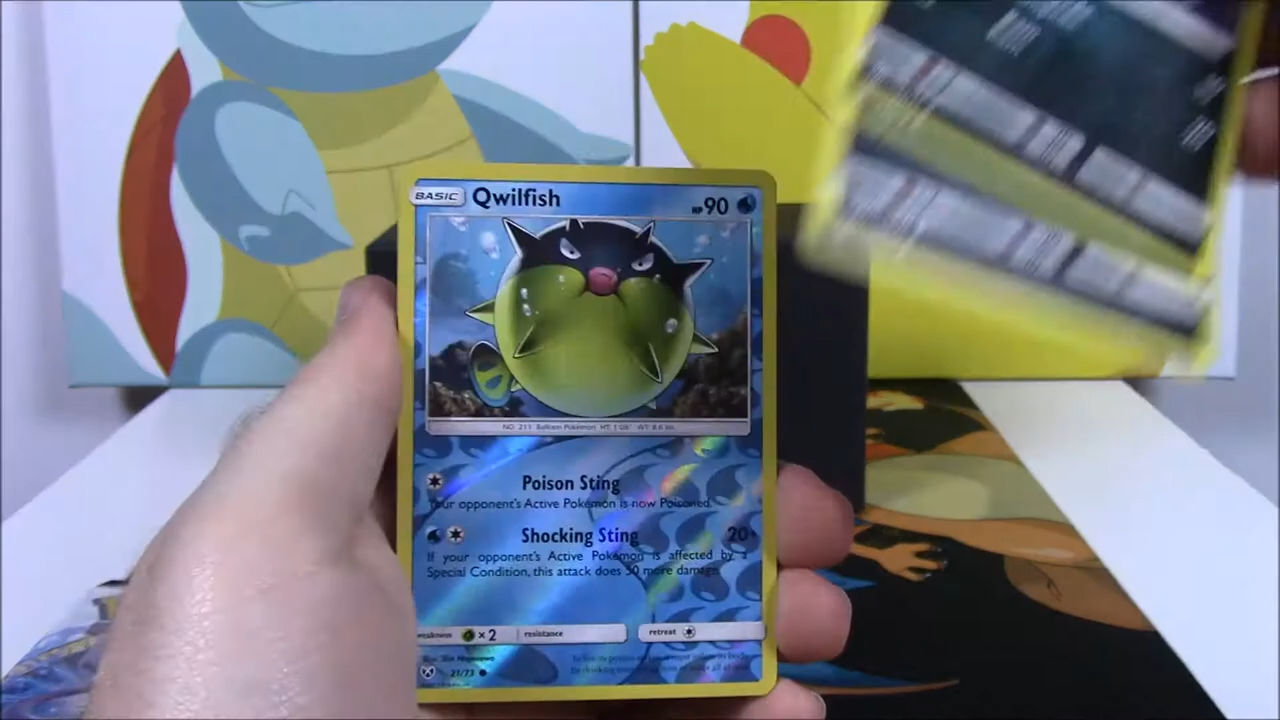 BASIC Qwilfish HP 90
NO. 211 Balloon Pokémon HT: 1'08" WT: 8.6 lbs.
Poison Sting
Your opponent's Active Pokémon is now Poisoned.
Shocking Sting 20+
If your opponent's Active Pokémon is affected by a
Special Condition, this attack does 50 more damage.
weakness ×2 resistance retreat
21/73